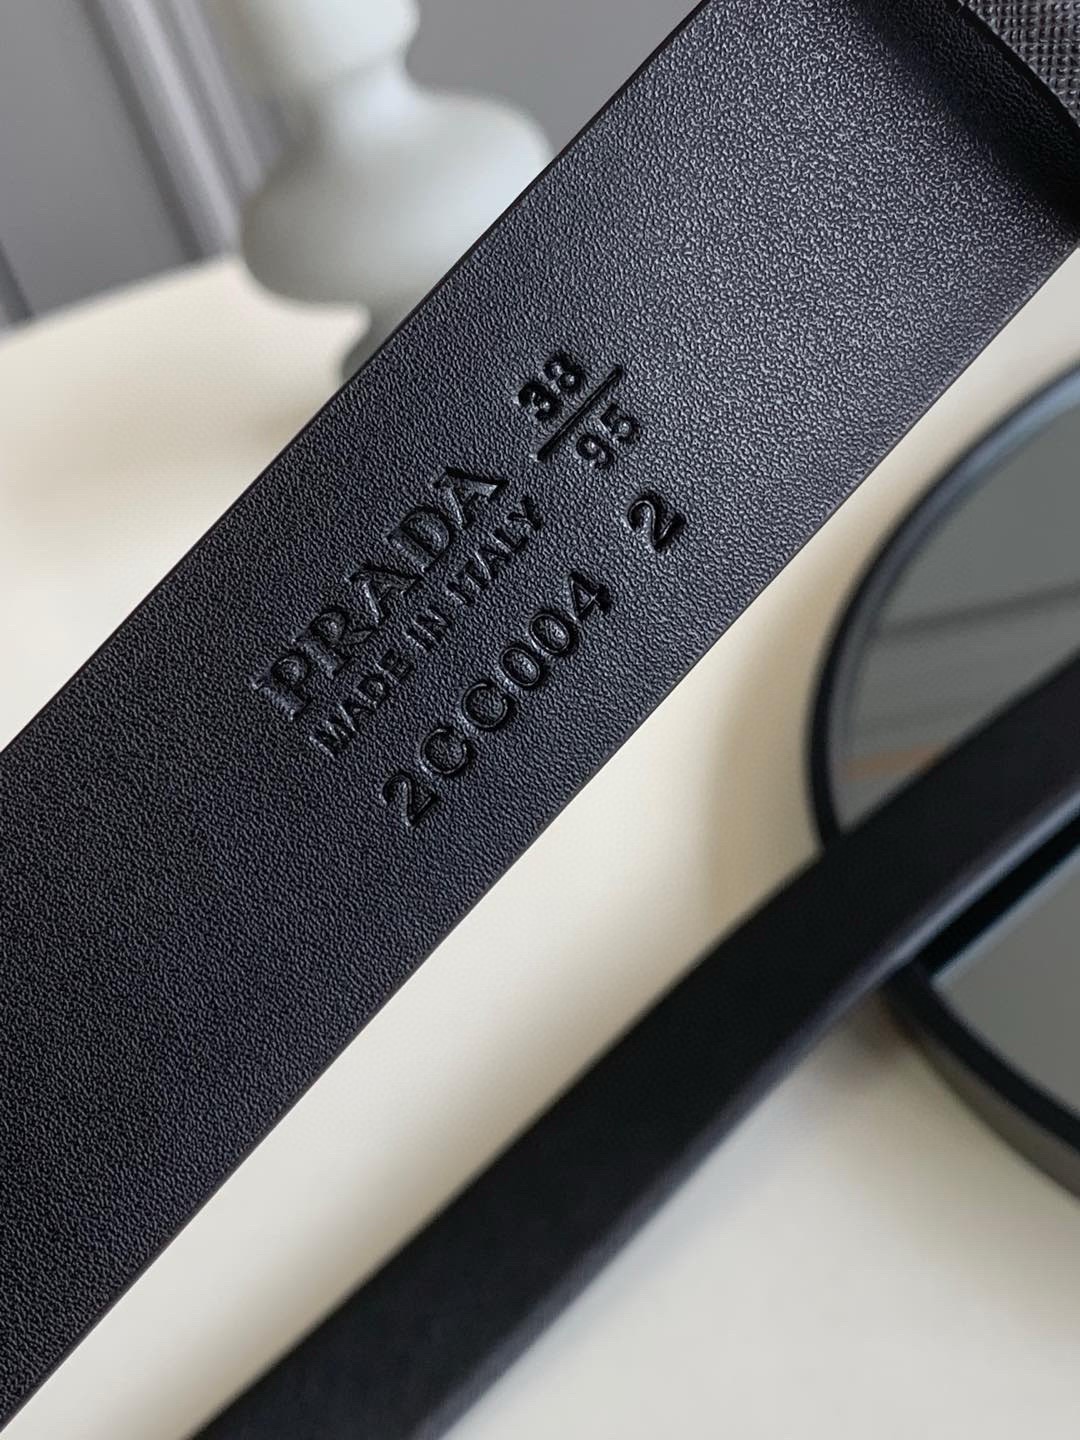 38/95
PRADA
MADE IN ITALY
2CC004 2